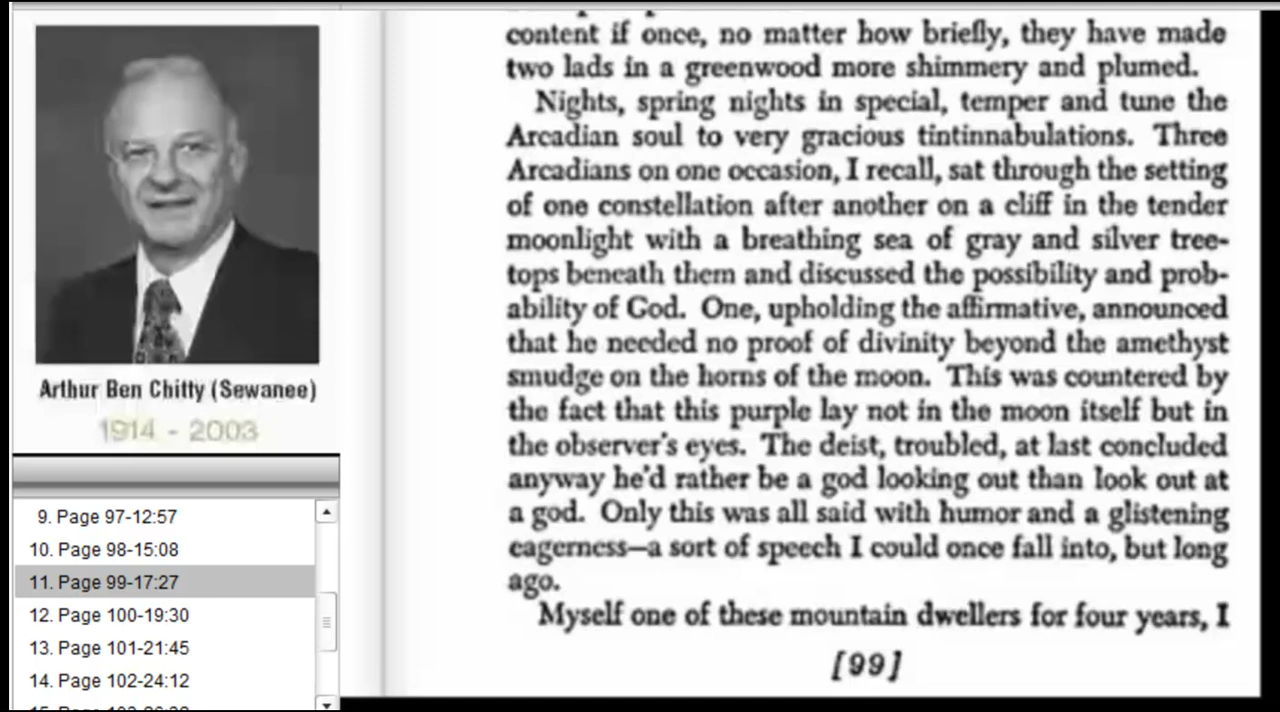 Arthur Ben Chitty (Sewanee)
1914 - 2003
9. Page 97-12:57
10. Page 98-15:08
11. Page 99-17:27
12. Page 100-19:30
13. Page 101-21:45
14. Page 102-24:12
content if once, no matter how briefly, they have made
two lads in a greenwood more shimmery and plumed.
Nights, spring nights in special, temper and tune the
Arcadian soul to very gracious tintinnabulations. Three
Arcadians on one occasion, I recall, sat through the setting
of one constellation after another on a cliff in the tender
moonlight with a breathing sea of gray and silver tree-
tops beneath them and discussed the possibility and prob-
ability of God. One, upholding the affirmative, announced
that he needed no proof of divinity beyond the amethyst
smudge on the horns of the moon. This was countered by
the fact that this purple lay not in the moon itself but in
the observer's eyes. The deist, troubled, at last concluded
anyway he'd rather be a god looking out than look out at
a god. Only this was all said with humor and a glistening
eagerness—a sort of speech I could once fall into, but long
ago.
Myself one of these mountain dwellers for four years, I
[99]